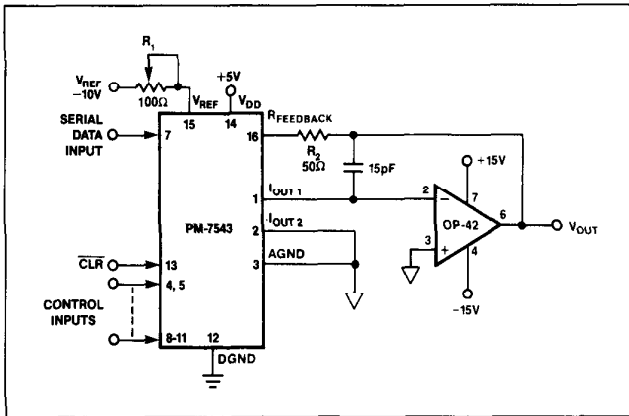 R1
VREF
−10V
100Ω
+5V
VREF
VDD
RFEEDBACK
15
14
SERIAL
DATA
INPUT
7
16
R2
50Ω
15pF
+15V
1
IOUT 1
2
−
7
6
VOUT
PM-7543
OP-42
2
IOUT 2
3
+
4
3
AGND
−15V
CLR
13
4, 5
CONTROL
INPUTS
8-11
12
DGND